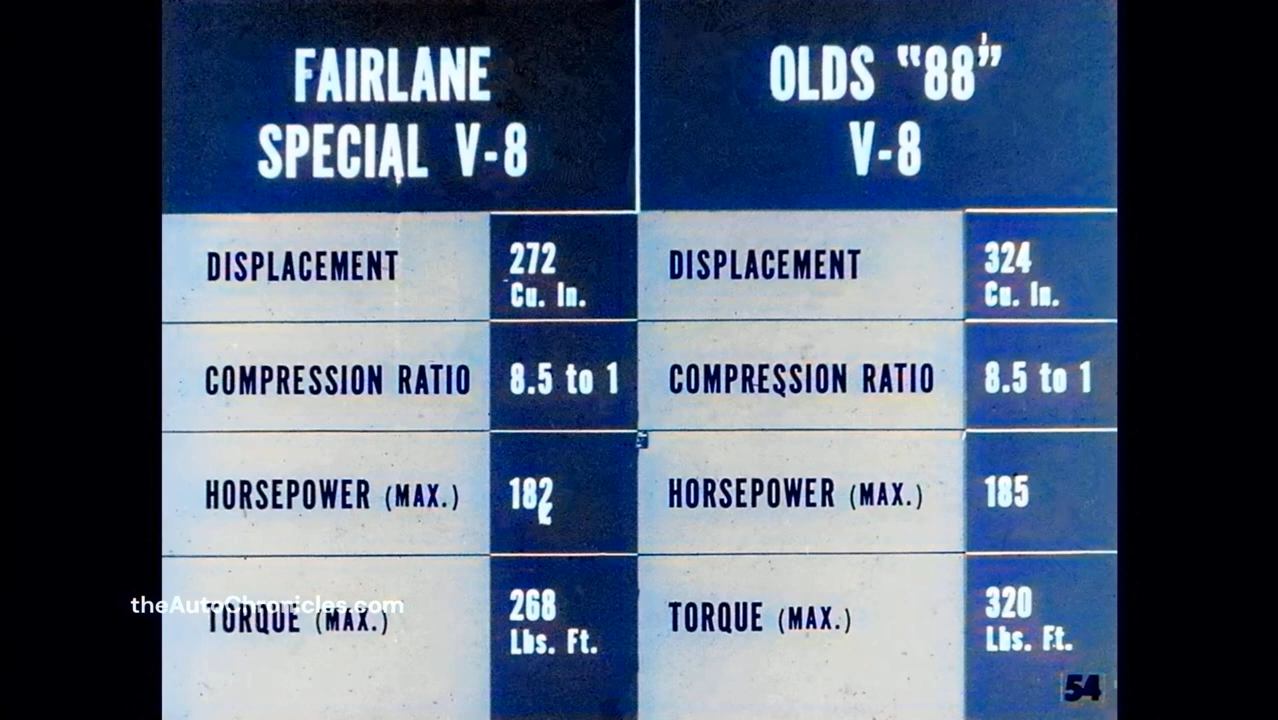 FAIRLANE
SPECIAL V-8
OLDS "88"
V-8
DISPLACEMENT
272
Cu. In.
DISPLACEMENT
324
Cu. In.
COMPRESSION RATIO
8.5 to 1
COMPRESSION RATIO
8.5 to 1
HORSEPOWER (MAX.)
182
HORSEPOWER (MAX.)
185
theAutoChronicles.com
TORQUE (MAX.)
268
Lbs. Ft.
TORQUE (MAX.)
320
Lbs. Ft.
54